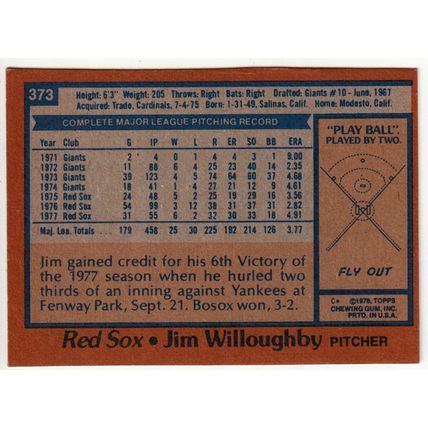 373
Height: 6'3" Weight: 205 Throws: Right Bats: Right Drafted: Giants #10-June, 1967
Acquired: Trade, Cardinals, 7-4-75 Born: 1-31-49, Salinas, Calif. Home: Modesto, Calif.
COMPLETE MAJOR LEAGUE PITCHING RECORD
Year Club G IP W L R ER SO BB ERA
1971 Giants 2 4 0 1 4 4 3 1 9.00
1972 Giants 11 88 6 4 25 23 40 14 2.35
1973 Giants 39 123 4 5 74 64 60 37 4.68
1974 Giants 18 41 1 4 25 21 12 9 4.61
1975 Red Sox 24 48 5 2 25 19 29 16 3.56
1976 Red Sox 54 99 3 12 38 31 37 31 2.82
1977 Red Sox 31 55 6 2 32 30 33 18 4.91
Maj. Lea. Totals ... 179 458 25 30 225 192 214 126 3.77
"PLAY BALL"
PLAYED BY TWO.
FLY OUT
Jim gained credit for his 6th Victory of
the 1977 season when he hurled two
thirds of an inning against Yankees at
Fenway Park, Sept. 21. Bosox won, 3-2.
©1978, TOPPS
CHEWING GUM, INC.
PRTD. IN U.S.A.
Red Sox • Jim Willoughby PITCHER